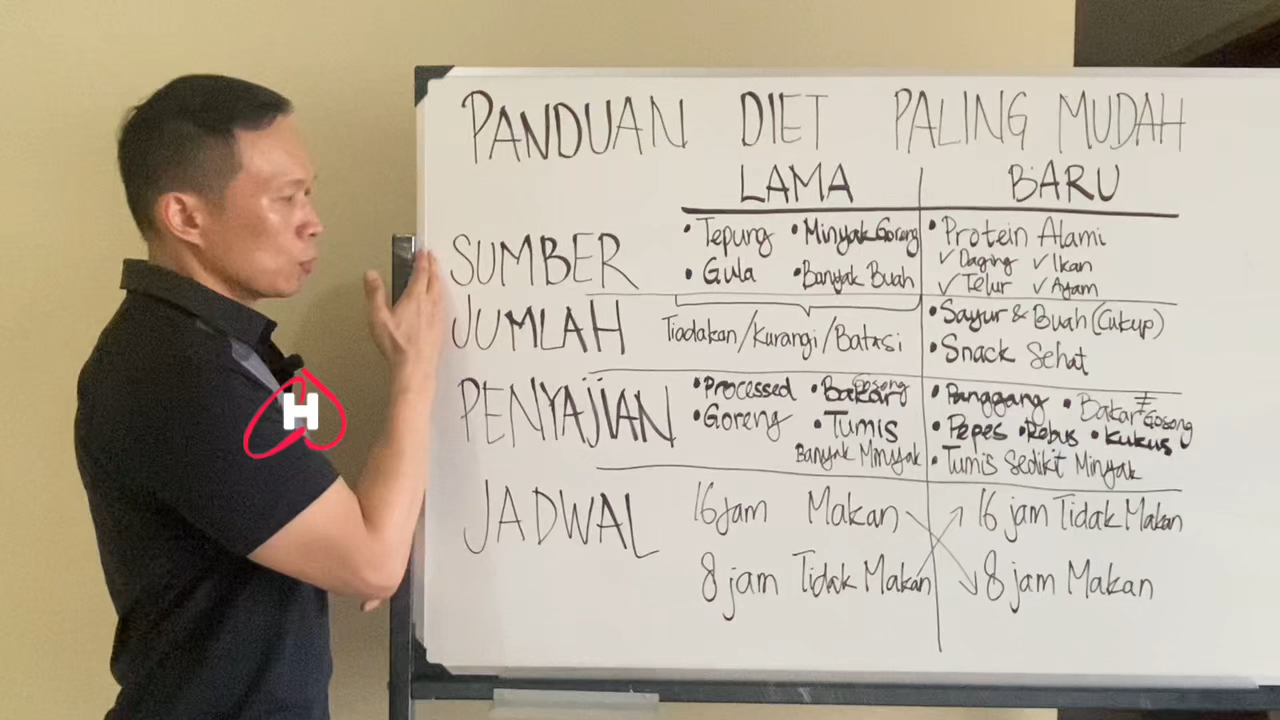 PANDUAN DIET PALING MUDAH
LAMA BARU
SUMBER
• Tepung • Minyak Goreng
• Gula • Banyak Buah
• Protein Alami
✓ Daging ✓ Ikan
✓ Telur ✓ Ayam
JUMLAH
Tiadakan/Kurangi/Batasi
• Sayur & Buah (Cukup)
• Snack Sehat
PENYAJIAN
• Processed • Bakar Gosong
• Goreng • Tumis
Banyak Minyak
• Panggang • Bakar ≠ Gosong
• Pepes • Rebus • Kukus
• Tumis Sedikit Minyak
JADWAL
16 Jam Makan
8 jam Tidak Makan
16 jam Tidak Makan
8 jam Makan
H